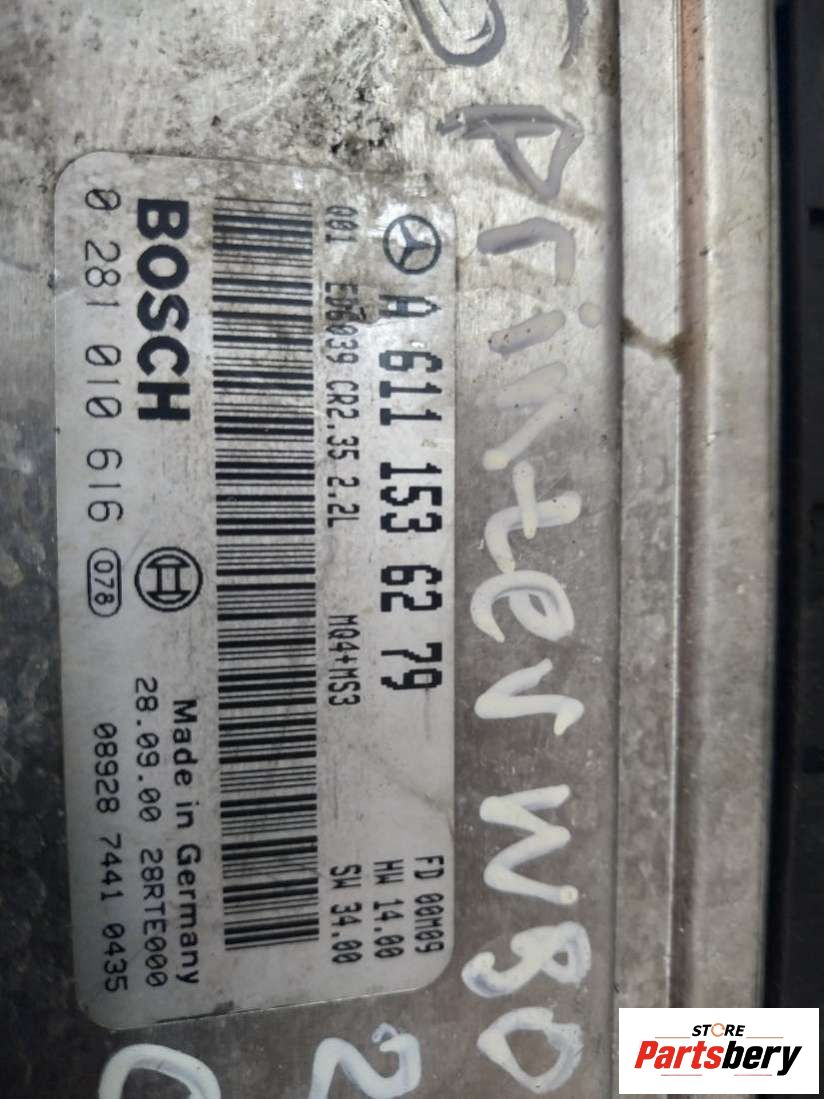 Sprinter W90
2
A 611 153 62 79
FD 00M09
HW 14.00
SW 34.00
001 EDG039 CR2.35 2.2L MQ4+MS3
BOSCH
Made in Germany
0 281 010 616 078
28.09.00 28RTE000
08928 7441 0435
STORE
Partsbery